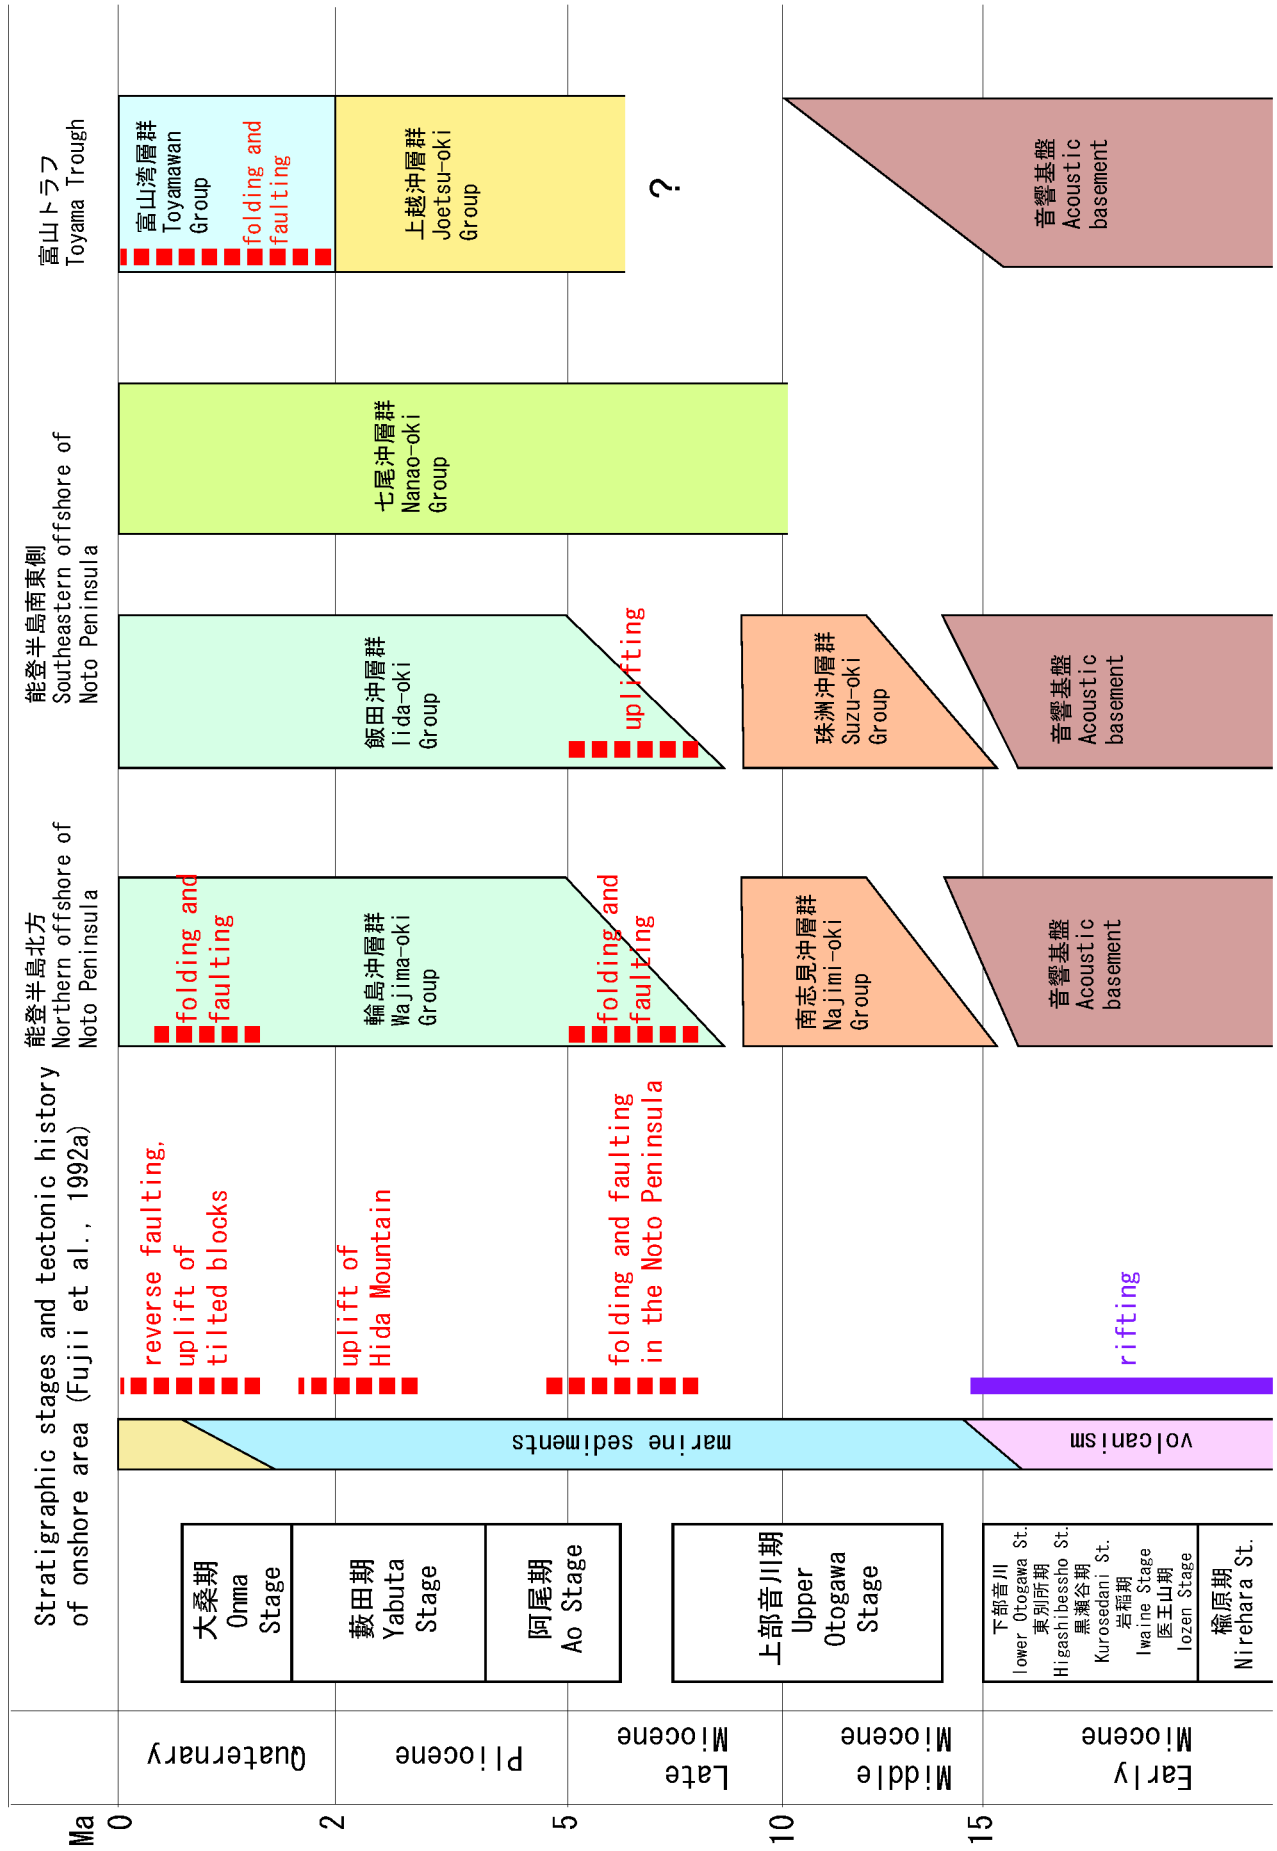 Ma
0
2
5
10
15
Quaternary
Pliocene
Late
Miocene
Middle
Miocene
Early
Miocene
Stratigraphic stages and tectonic history
of onshore area (Fujii et al., 1992a)
大桑期
Onma
Stage
藪田期
Yabuta
Stage
阿尾期
Ao Stage
上部音川期
Upper
Otogawa
Stage
下部音川
lower Otogawa St.
東別所期
Higashibessho St.
黒瀬谷期
Kurosedani St.
岩稲期
Iwaine Stage
医王山期
Iozen Stage
楡原期
Nirehara St.
marine sediments
volcanism
reverse faulting,
uplift of
tilted blocks
uplift of
Hida Mountain
folding and faulting
in the Noto Peninsula
rifting
能登半島北方
Northern offshore of
Noto Peninsula
folding and
faulting
輪島沖層群
Wajima-oki
Group
folding and
faulting
南志見沖層群
Najimi-oki
Group
音響基盤
Acoustic
basement
能登半島南東側
Southeastern offshore of
Noto Peninsula
飯田沖層群
Iida-oki
Group
uplifting
珠洲沖層群
Suzu-oki
Group
音響基盤
Acoustic
basement
七尾沖層群
Nanao-oki
Group
富山トラフ
Toyama Trough
富山湾層群
Toyamawan
Group
folding and
faulting
上越沖層群
Joetsu-oki
Group
?
音響基盤
Acoustic
basement